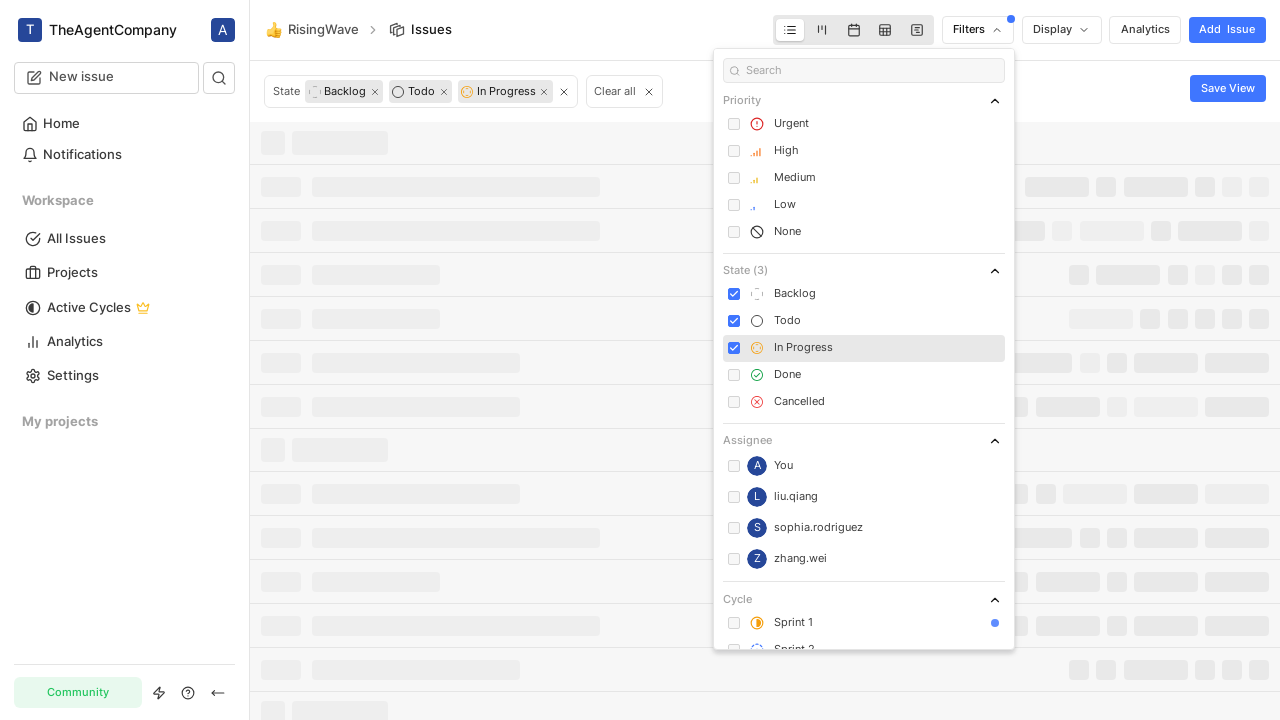 T TheAgentCompany A
New issue
Home
Notifications
Workspace
All Issues
Projects
Active Cycles
Analytics
Settings
My projects
Community
RisingWave Issues
Filters Display Analytics Add Issue
State Backlog Todo In Progress Clear all Save View
Search
Priority
Urgent
High
Medium
Low
None
State (3)
Backlog
Todo
In Progress
Done
Cancelled
Assignee
A You
L liu.qiang
S sophia.rodriguez
Z zhang.wei
Cycle
Sprint 1
Sprint 2